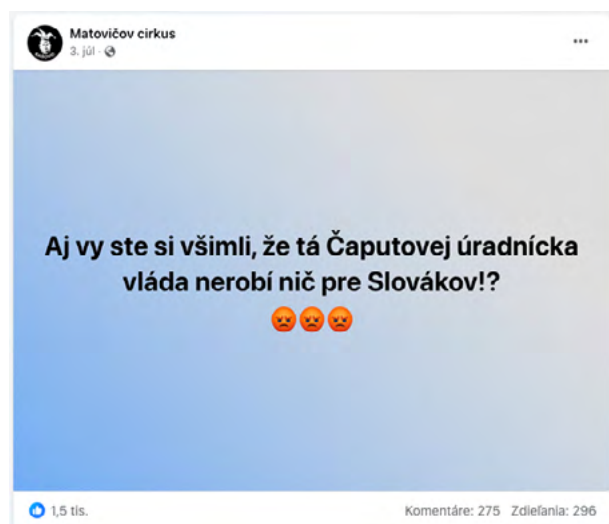 Matovičov cirkus
3. júl ·
Aj vy ste si všimli, že tá Čaputovej úradnícka
vláda nerobí nič pre Slovákov!?
😡😡😡
1,5 tis.
Komentáre: 275 Zdieľania: 296